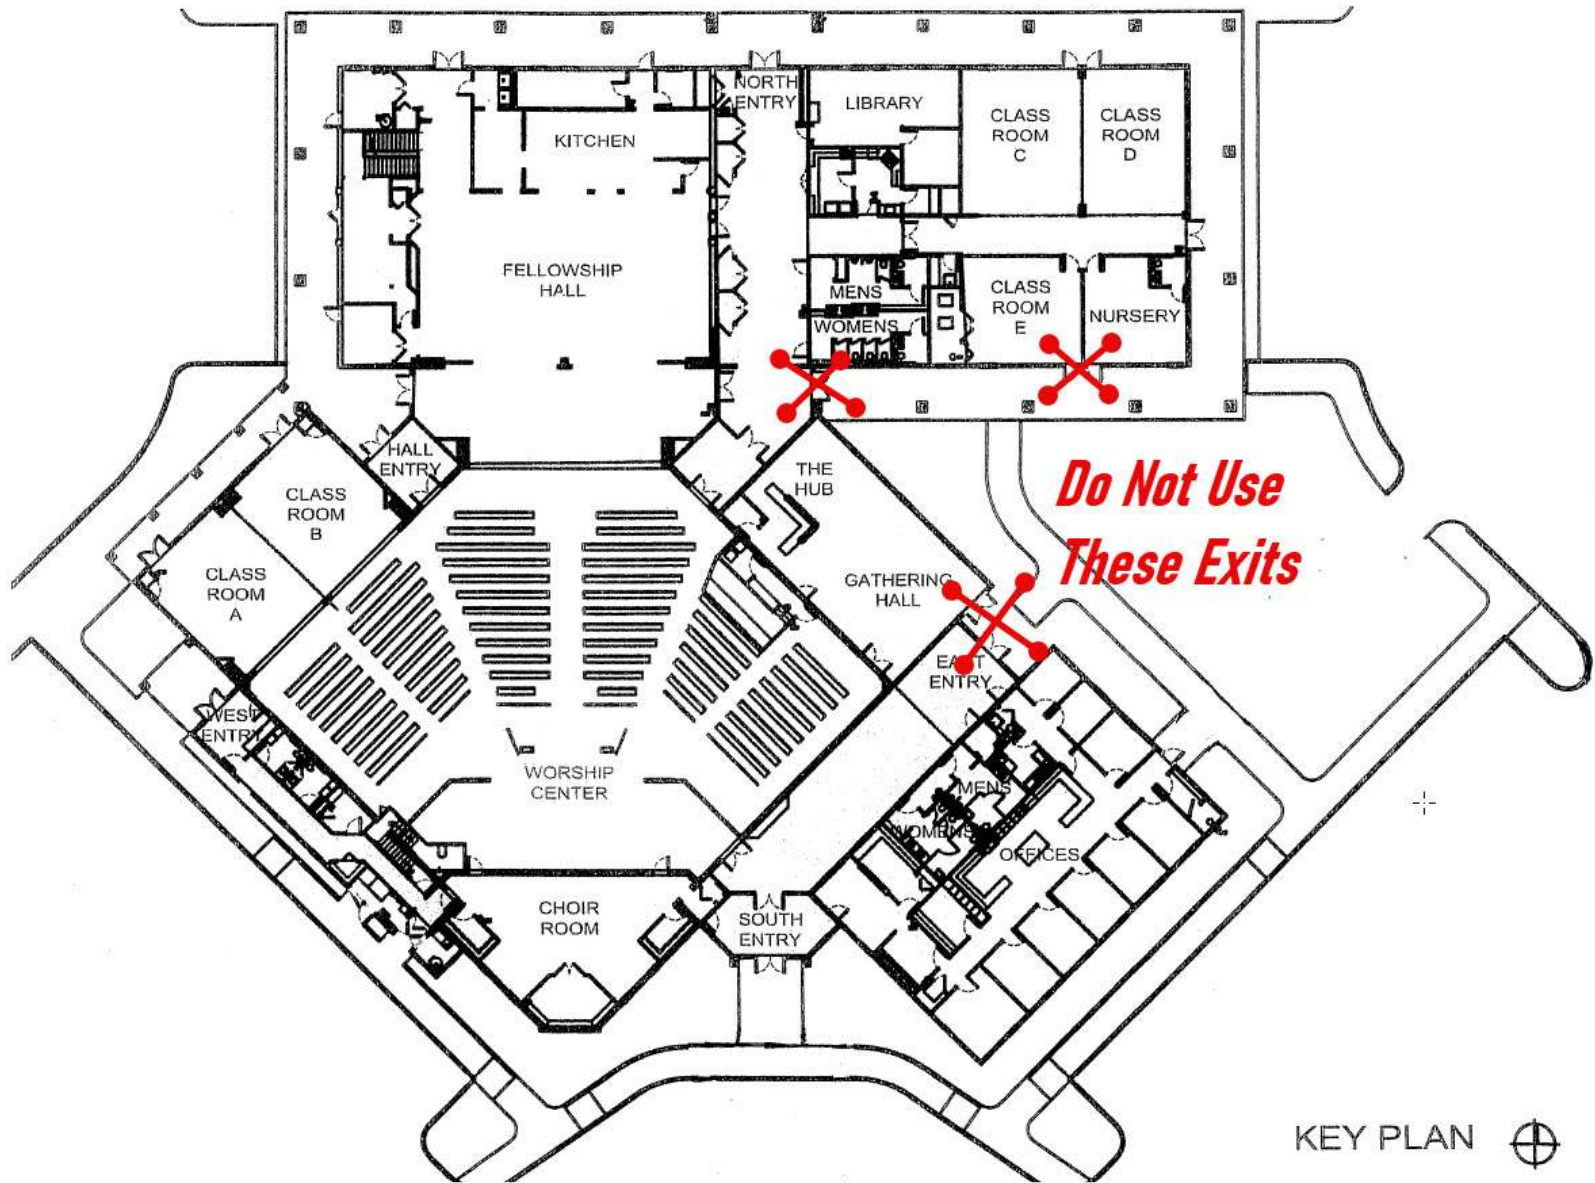 NORTH
ENTRY
LIBRARY
CLASS
ROOM
C
CLASS
ROOM
D
KITCHEN
FELLOWSHIP
HALL
MENS
WOMENS
CLASS
ROOM
E
NURSERY
HALL
ENTRY
THE
HUB
Do Not Use
These Exits
CLASS
ROOM
B
CLASS
ROOM
A
GATHERING
HALL
EAST
ENTRY
WEST
ENTRY
WORSHIP
CENTER
MENS
WOMENS
OFFICES
CHOIR
ROOM
SOUTH
ENTRY
KEY PLAN